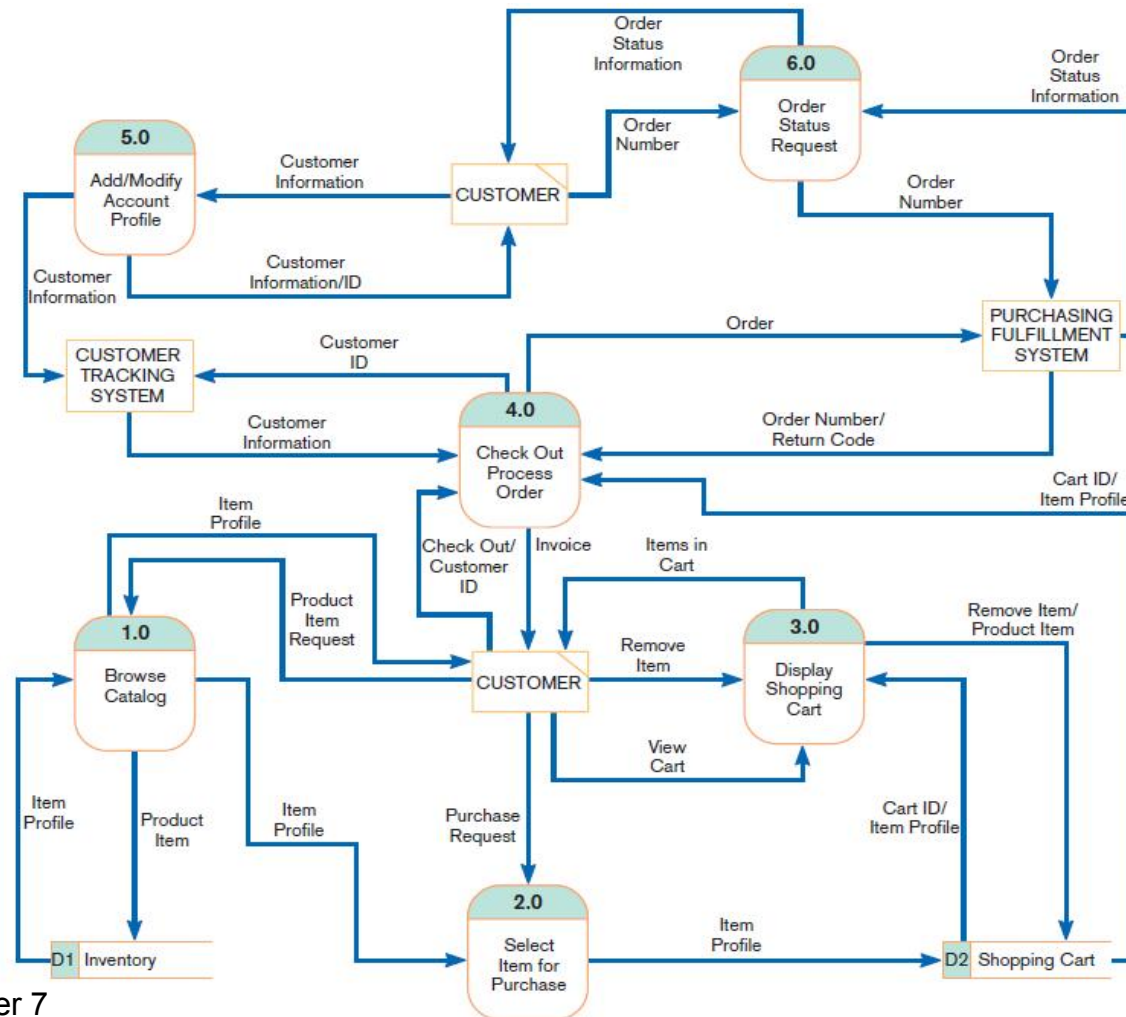 Order
Status
Information
6.0
Order
Status
Request
Order
Status
Information
5.0
Add/Modify
Account
Profile
Customer
Information
CUSTOMER
Order
Number
Order
Number
Customer
Information/ID
Customer
Information
CUSTOMER
TRACKING
SYSTEM
Customer
ID
Order
PURCHASING
FULFILLMENT
SYSTEM
4.0
Check Out
Process
Order
Customer
Information
Order Number/
Return Code
Cart ID/
Item Profile
Item
Profile
Check Out/
Customer
ID
Invoice
Items in
Cart
Product
Item
Request
1.0
Browse
Catalog
CUSTOMER
Remove
Item
3.0
Display
Shopping
Cart
Remove Item/
Product Item
View
Cart
Item
Profile
Product
Item
Item
Profile
Purchase
Request
Cart ID/
Item Profile
2.0
Select
Item for
Purchase
Item
Profile
D1 Inventory
D2 Shopping Cart
er 7